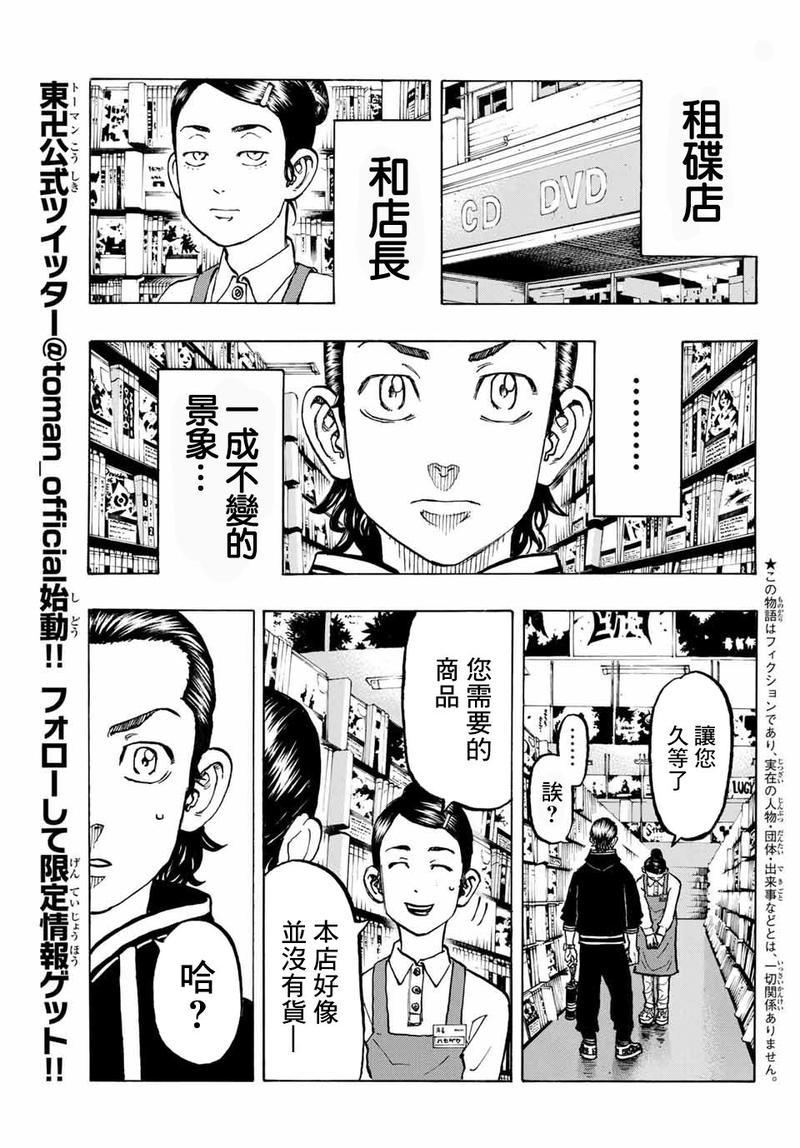 租碟店
CD DVD
和店長
………
一成不變的
景象…
讓您
久等了
……
誒?
LUGY
您需要的
商品
本店好像
並沒有貨—
哈?
★この物語はフィクションであり、実在の人物・団体・出来事などとは、一切関係ありません。
東卍公式ツイッター@toman_official始動!! フォローして限定情報ゲット!!